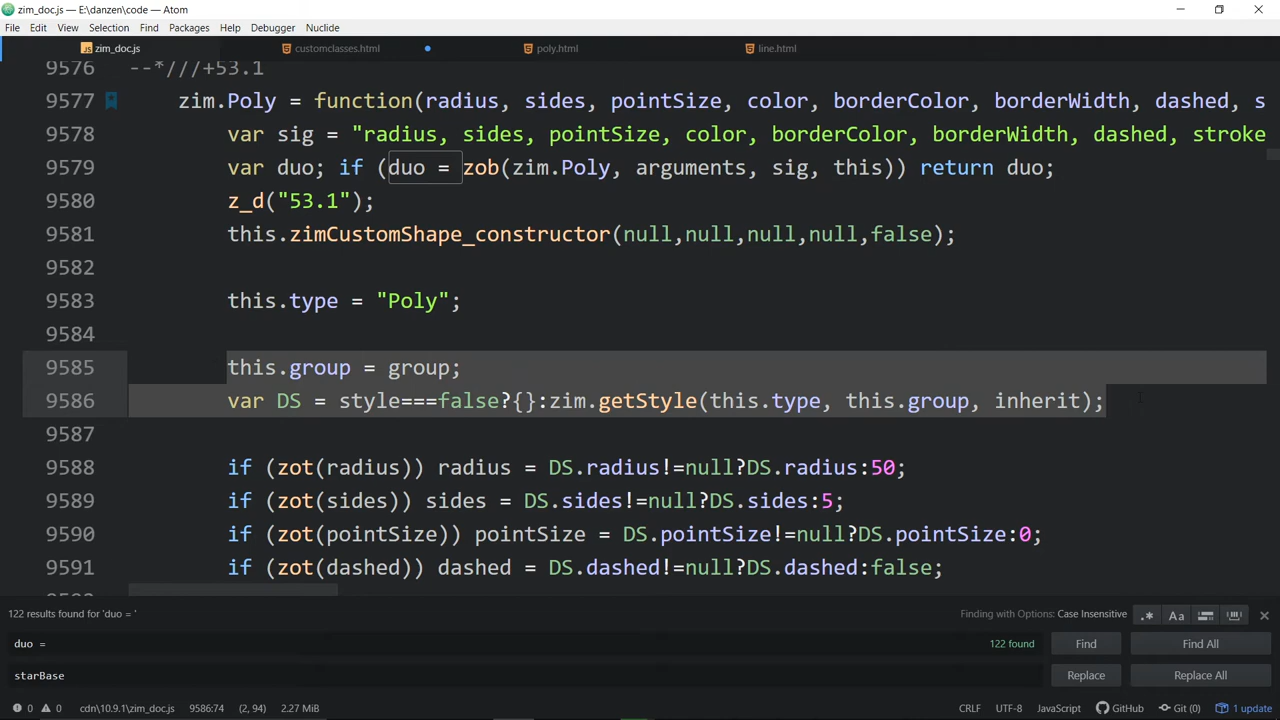 zim_doc.js — E:\danzen\code — Atom
File Edit View Selection Find Packages Help Debugger Nuclide
zim_doc.js customclasses.html poly.html line.html
9576 --*///+53.1
9577 zim.Poly = function(radius, sides, pointSize, color, borderColor, borderWidth, dashed, s
9578 var sig = "radius, sides, pointSize, color, borderColor, borderWidth, dashed, stroke
9579 var duo; if (duo = zob(zim.Poly, arguments, sig, this)) return duo;
9580 z_d("53.1");
9581 this.zimCustomShape_constructor(null,null,null,null,false);
9582
9583 this.type = "Poly";
9584
9585 this.group = group;
9586 var DS = style===false?{}:zim.getStyle(this.type, this.group, inherit);
9587
9588 if (zot(radius)) radius = DS.radius!=null?DS.radius:50;
9589 if (zot(sides)) sides = DS.sides!=null?DS.sides:5;
9590 if (zot(pointSize)) pointSize = DS.pointSize!=null?DS.pointSize:0;
9591 if (zot(dashed)) dashed = DS.dashed!=null?DS.dashed:false;
122 results found for 'duo = ' Finding with Options: Case Insensitive .* Aa
duo = 122 found Find Find All
starBase Replace Replace All
0 0 cdn\10.9.1\zim_doc.js 9586:74 (2, 94) 2.27 MiB CRLF UTF-8 JavaScript GitHub Git (0) 1 update